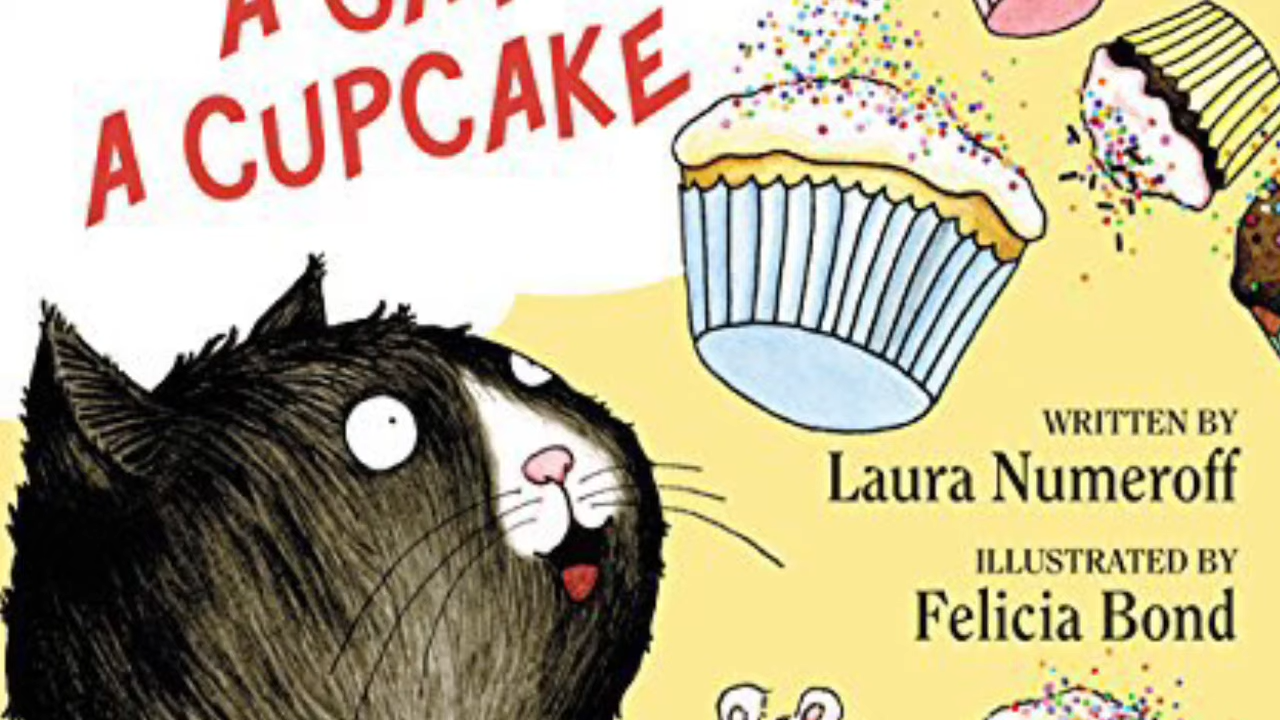 A
A CUPCAKE
WRITTEN BY
Laura Numeroff
ILLUSTRATED BY
Felicia Bond